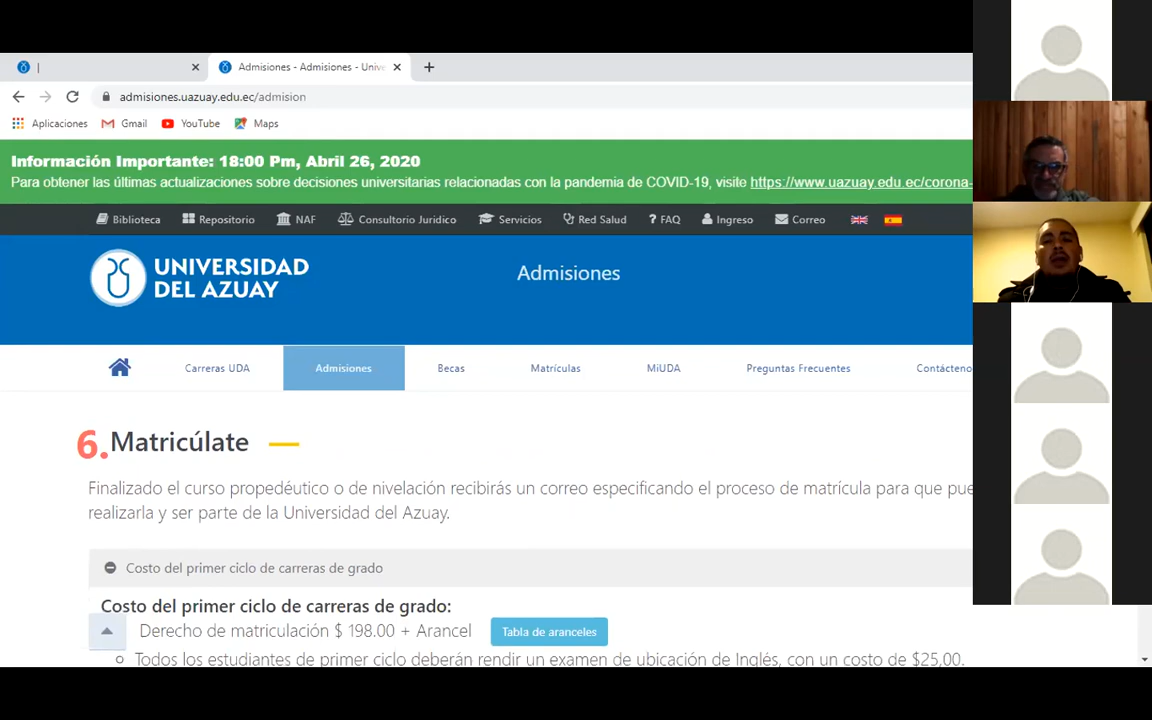 |
Admisiones - Admisiones - Unive
admisiones.uazuay.edu.ec/admision
Aplicaciones Gmail YouTube Maps
Información Importante: 18:00 Pm, Abril 26, 2020
Para obtener las últimas actualizaciones sobre decisiones universitarias relacionadas con la pandemia de COVID-19, visite https://www.uazuay.edu.ec/corona-
Biblioteca Repositorio NAF Consultorio Juridico Servicios Red Salud ? FAQ Ingreso Correo
UNIVERSIDAD
DEL AZUAY
Admisiones
Carreras UDA Admisiones Becas Matrículas MiUDA Preguntas Frecuentes Contácteno
6. Matricúlate
Finalizado el curso propedéutico o de nivelación recibirás un correo especificando el proceso de matrícula para que pue
realizarla y ser parte de la Universidad del Azuay.
Costo del primer ciclo de carreras de grado
Costo del primer ciclo de carreras de grado:
Derecho de matriculación $ 198.00 + Arancel Tabla de aranceles
Todos los estudiantes de primer ciclo deberán rendir un examen de ubicación de Inglés, con un costo de $25,00.